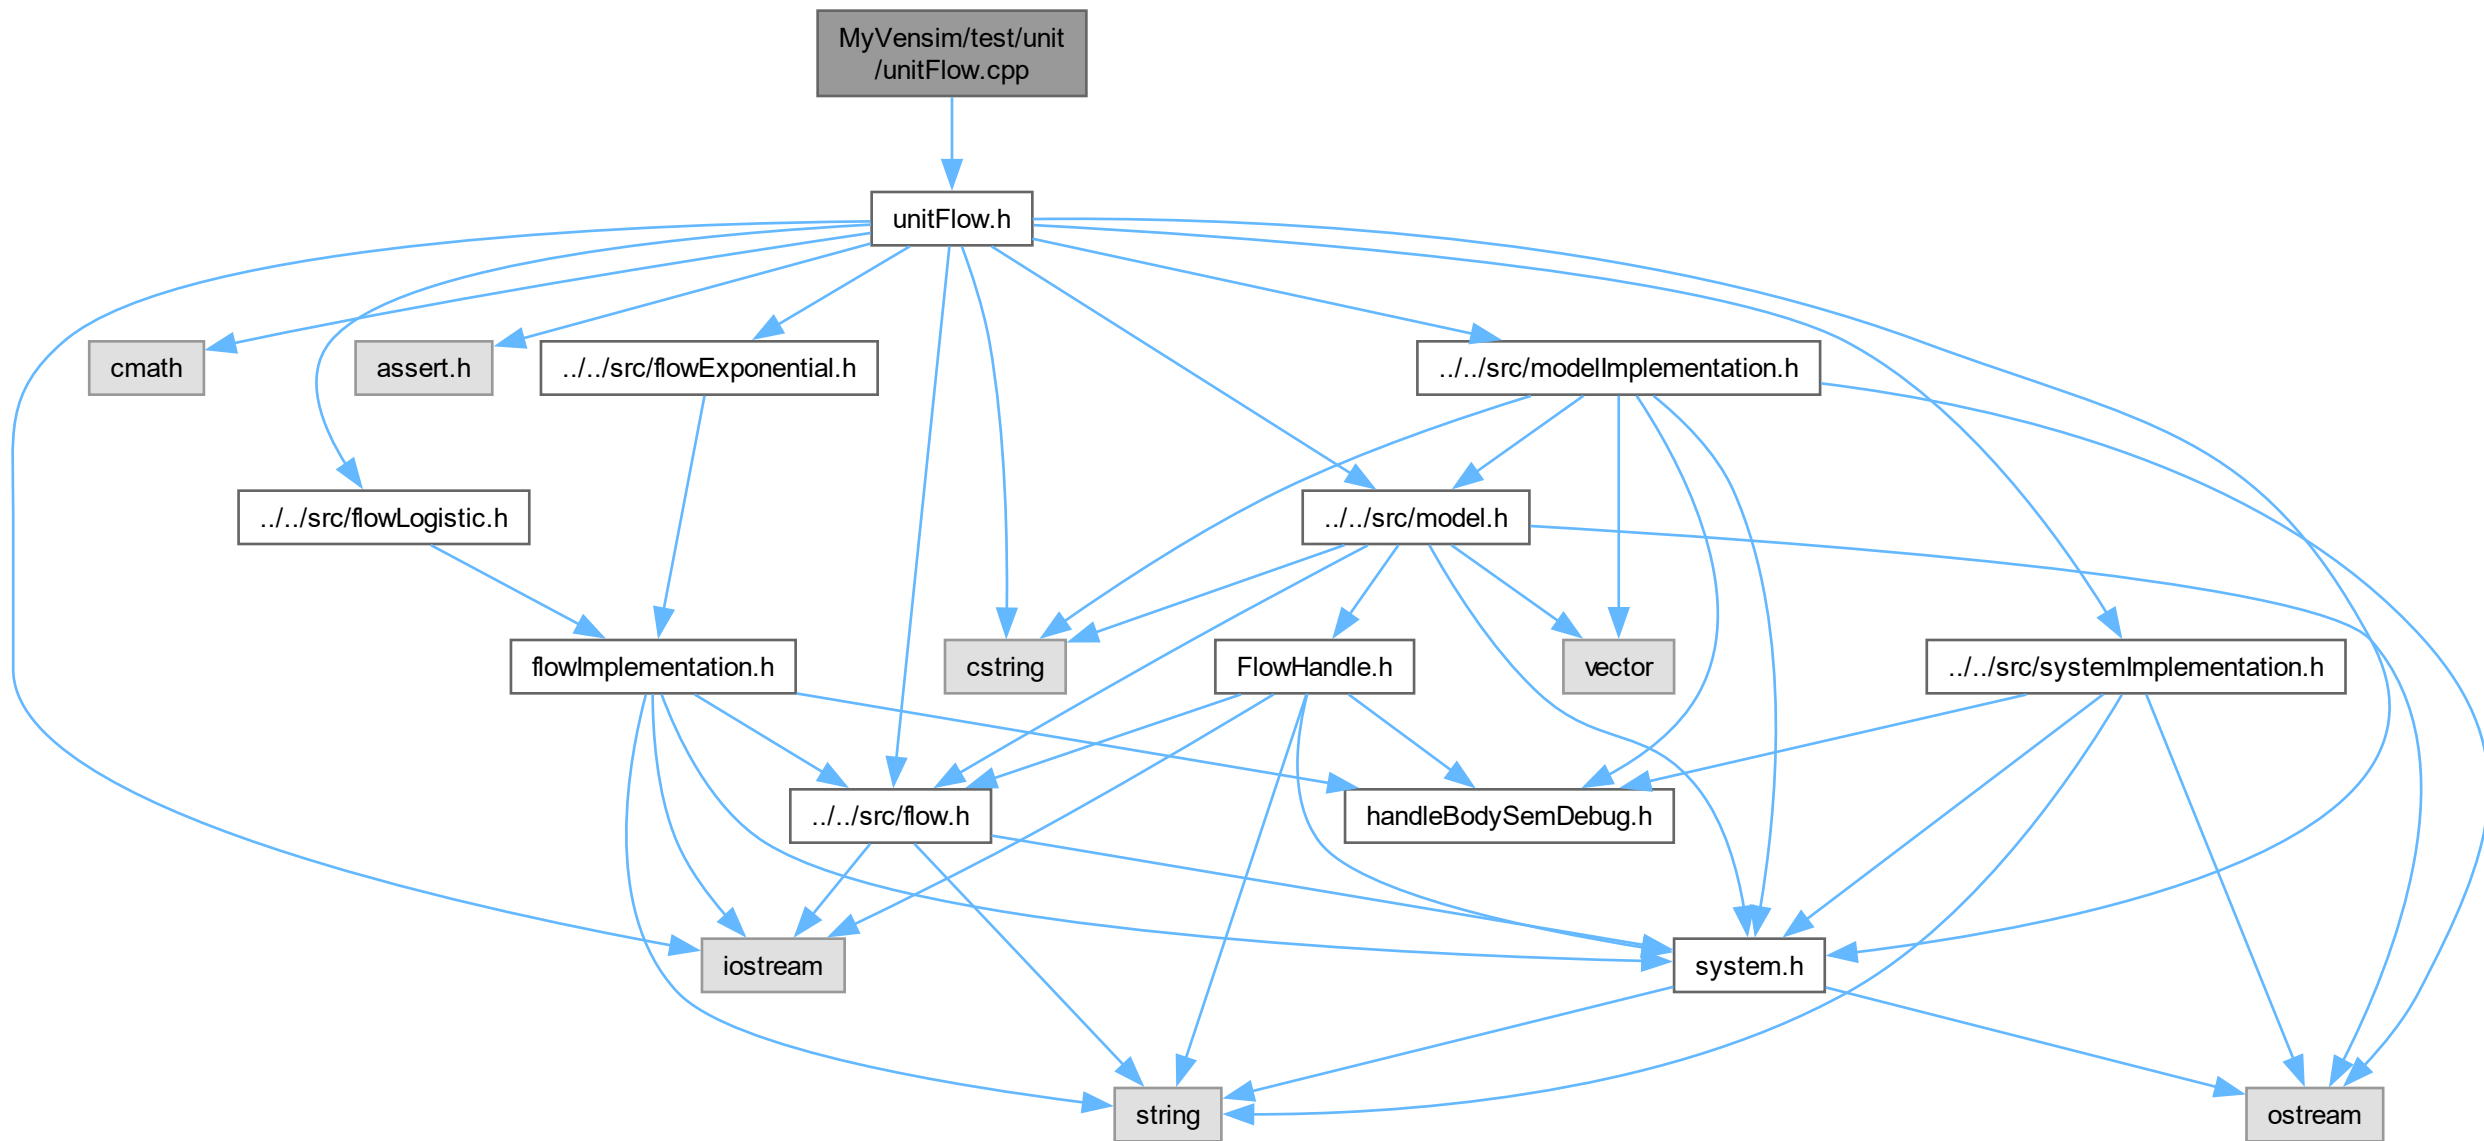 MyVensim/test/unit
/unitFlow.cpp
unitFlow.h
cmath
assert.h
../../src/flowExponential.h
../../src/modelImplementation.h
../../src/flowLogistic.h
../../src/model.h
flowImplementation.h
cstring
FlowHandle.h
vector
../../src/systemImplementation.h
../../src/flow.h
handleBodySemDebug.h
iostream
system.h
string
ostream